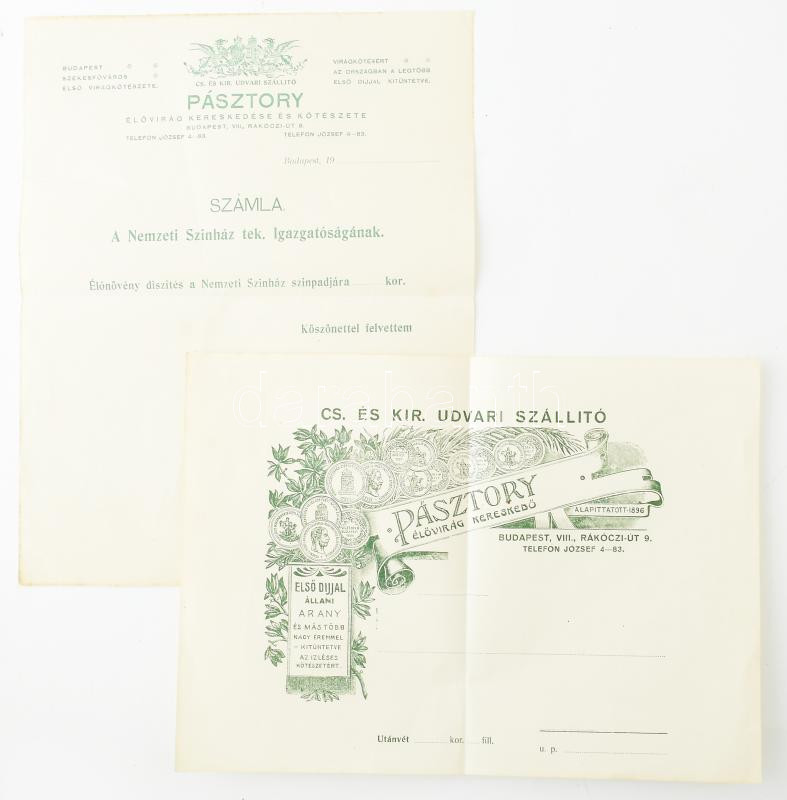 BUDAPEST
SZÉKESFŐVÁROS
ELSŐ VIRÁGKÖTÉSZETE.
VIRÁGKÖTÉKÉRT
AZ ORSZÁGBAN A LEGTÖBB
ELSŐ DIJJAL KITÜNTETVE.
CS. ÉS KIR. UDVARI SZÁLLITÓ
PÁSZTORY
ÉLŐVIRÁG KERESKEDÉSE ÉS KÖTÉSZETE
BUDAPEST, VIII., RÁKÓCZI-ÚT 9.
TELEFON JÓZSEF 4—83. TELEFON JÓZSEF 4—83.
Budapest, 19
SZÁMLA.
A Nemzeti Szinház tek. Igazgatóságának.
Élőnövény diszités a Nemzeti Szinház szinpadjára kor.
Köszönettel felvettem
darabanth
CS. ÉS KIR. UDVARI SZÁLLITÓ
PÁSZTORY
ÉLŐVIRÁG KERESKEDŐ
ALAPITTATOTT-1896
BUDAPEST, VIII., RÁKÓCZI-ÚT 9.
TELEFON JÓZSEF 4—83.
ELSŐ DIJJAL
ÁLLAMI
ARANY
ÉS MÁS TÖBB
NAGY ÉREMMEL
KITÜNTETVE
AZ IZLÉSES
KÖTÉSZETÉRT.
Utánvét kor. fill.
u. p.